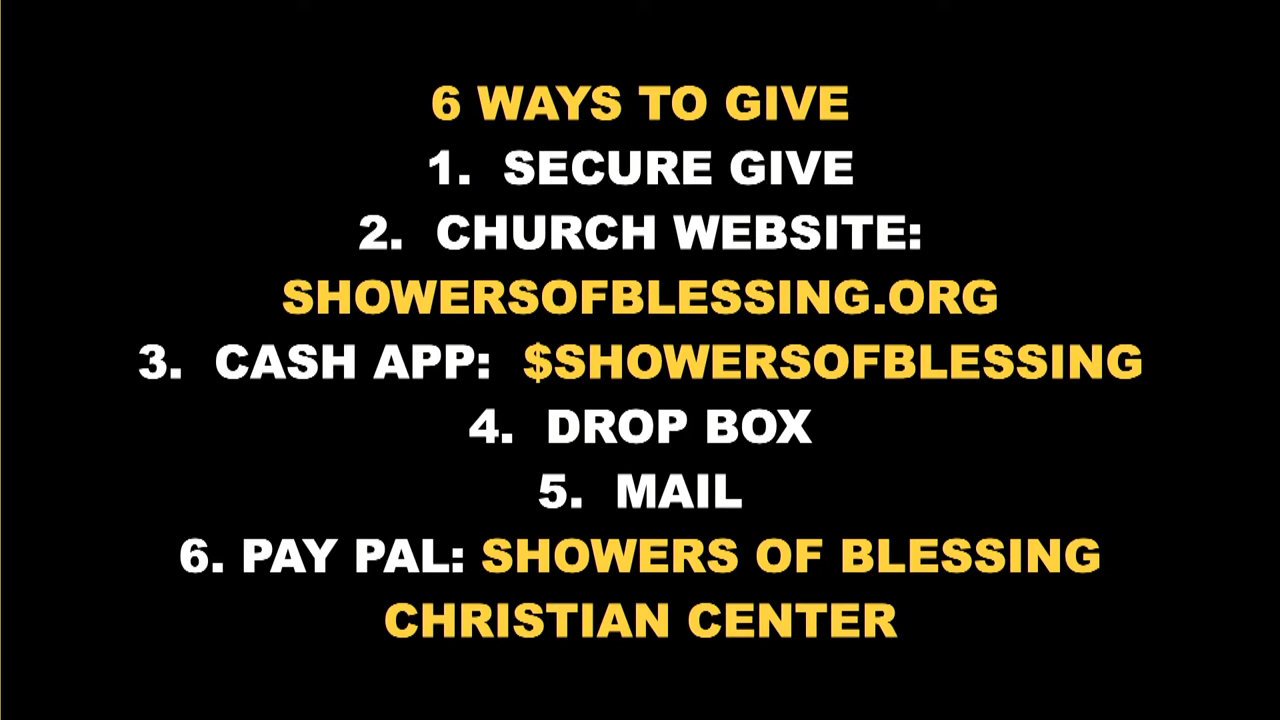 6 WAYS TO GIVE
1. SECURE GIVE
2. CHURCH WEBSITE:
SHOWERSOFBLESSING.ORG
3. CASH APP: $SHOWERSOFBLESSING
4. DROP BOX
5. MAIL
6. PAY PAL: SHOWERS OF BLESSING
CHRISTIAN CENTER